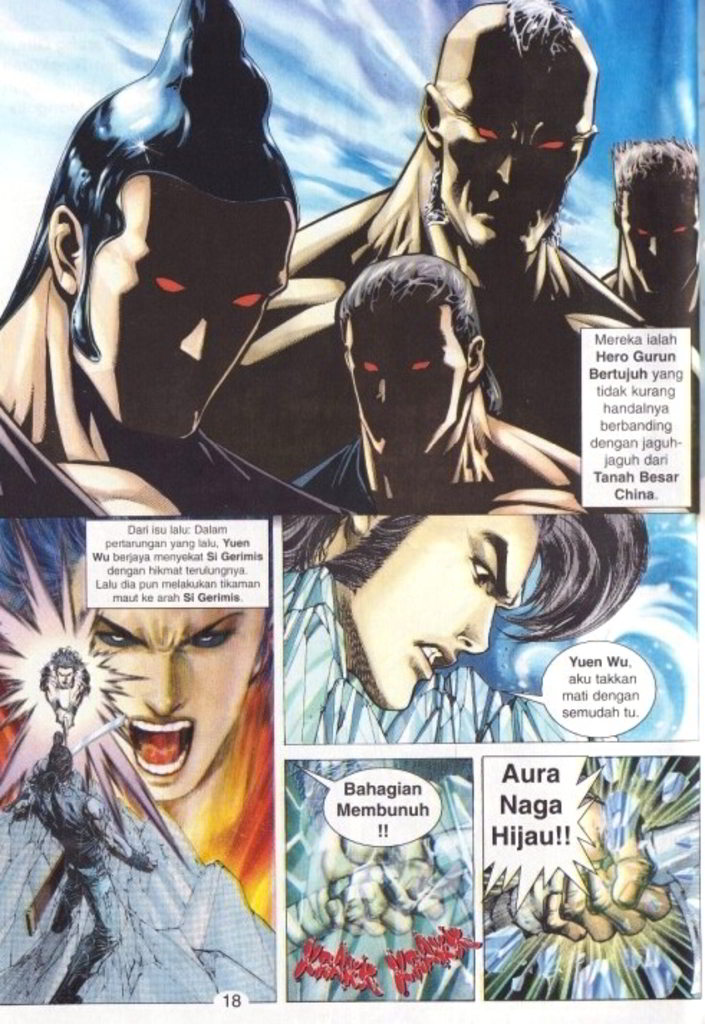 Mereka ialah
Hero Gurun
Bertujuh yang
tidak kurang
handalnya
berbanding
dengan jaguh-
jaguh dari
Tanah Besar
China.
Dari isu lalu: Dalam
pertarungan yang lalu, Yuen
Wu berjaya menyekat Si Gerimis
dengan hikmat terulungnya.
Lalu dia pun melakukan tikaman
maut ke arah Si Gerimis.
Yuen Wu,
aku takkan
mati dengan
semudah tu.
Bahagian
Membunuh
!!
Aura
Naga
Hijau!!
18